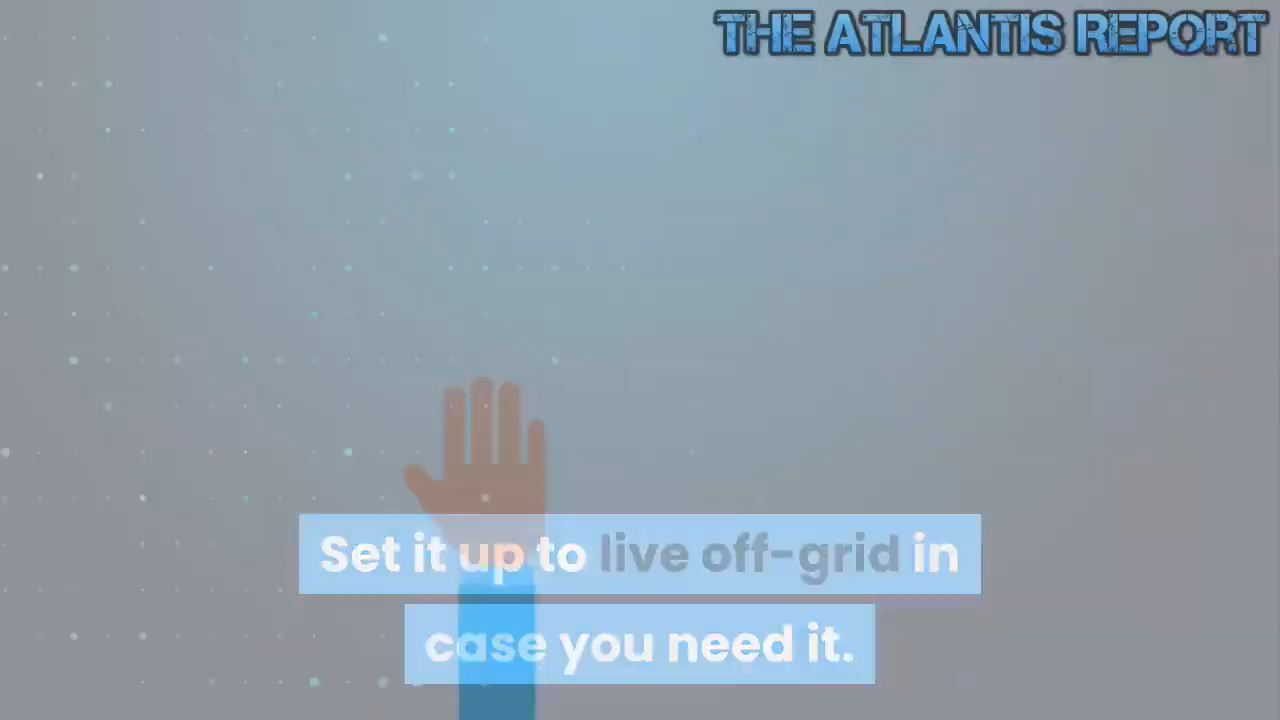 THE ATLANTIS REPORT
Set it up to live off-grid in
case you need it.